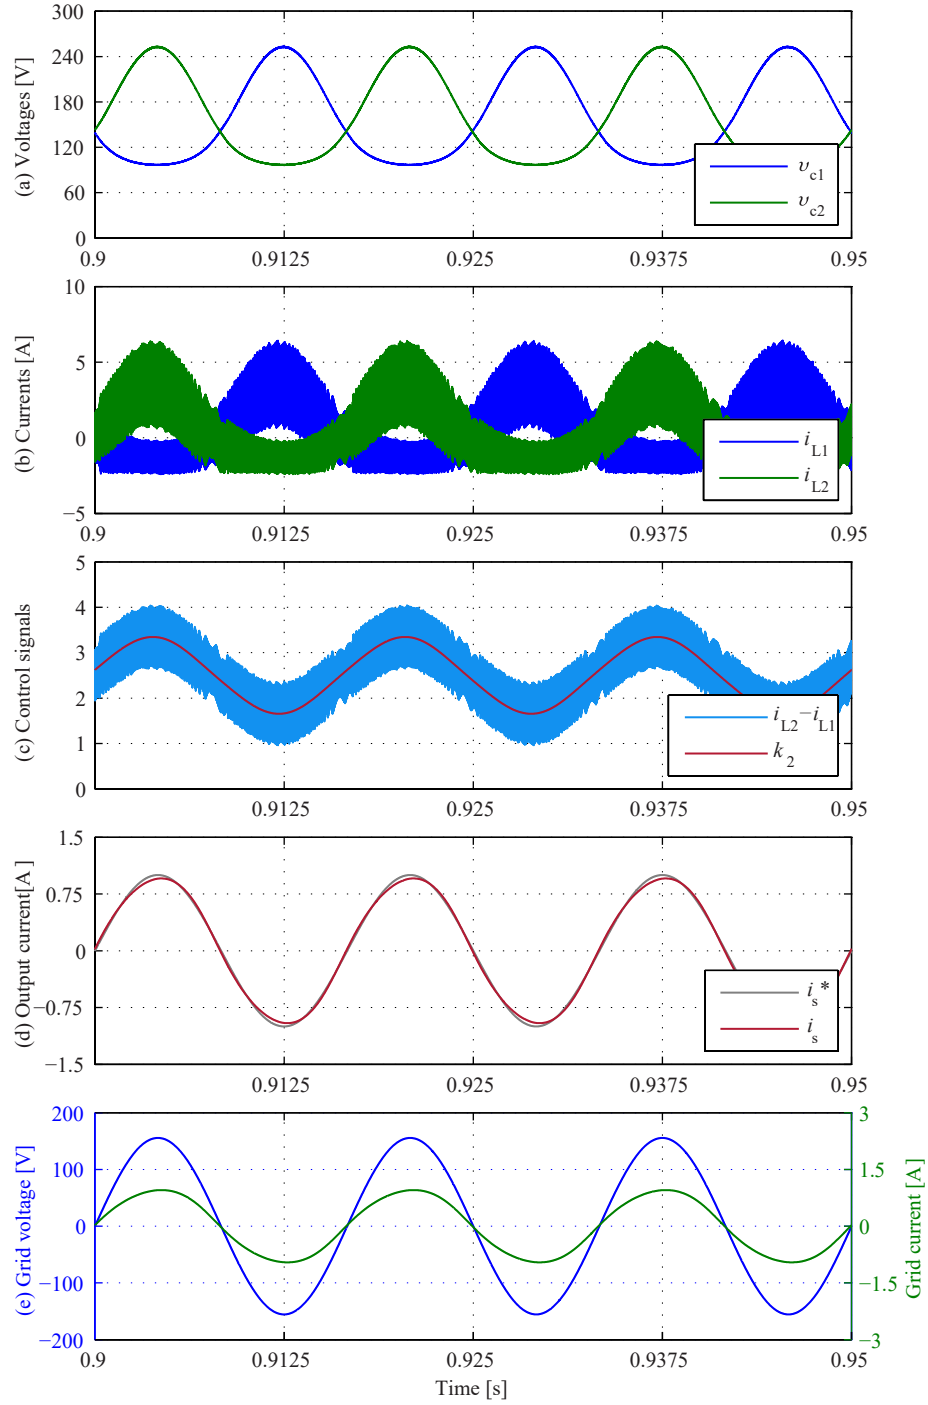 300
240
180
120
60
0
(a) Voltages [V]
υc1
υc2
0.9 0.9125 0.925 0.9375 0.95
10
5
0
−5
(b) Currents [A]
iL1
iL2
0.9 0.9125 0.925 0.9375 0.95
5
4
3
2
1
0
(c) Control signals
iL2−iL1
k2
0.9125 0.925 0.9375 0.95
1.5
0.75
0
−0.75
−1.5
(d) Output current[A ]
is*
is
0.9125 0.925 0.9375 0.95
200
100
0
−100
−200
(e) Grid voltage [V]
3
1.5
0
−1.5
−3
Grid current [A]
0.9 0.9125 0.925 0.9375 0.95
Time [s]